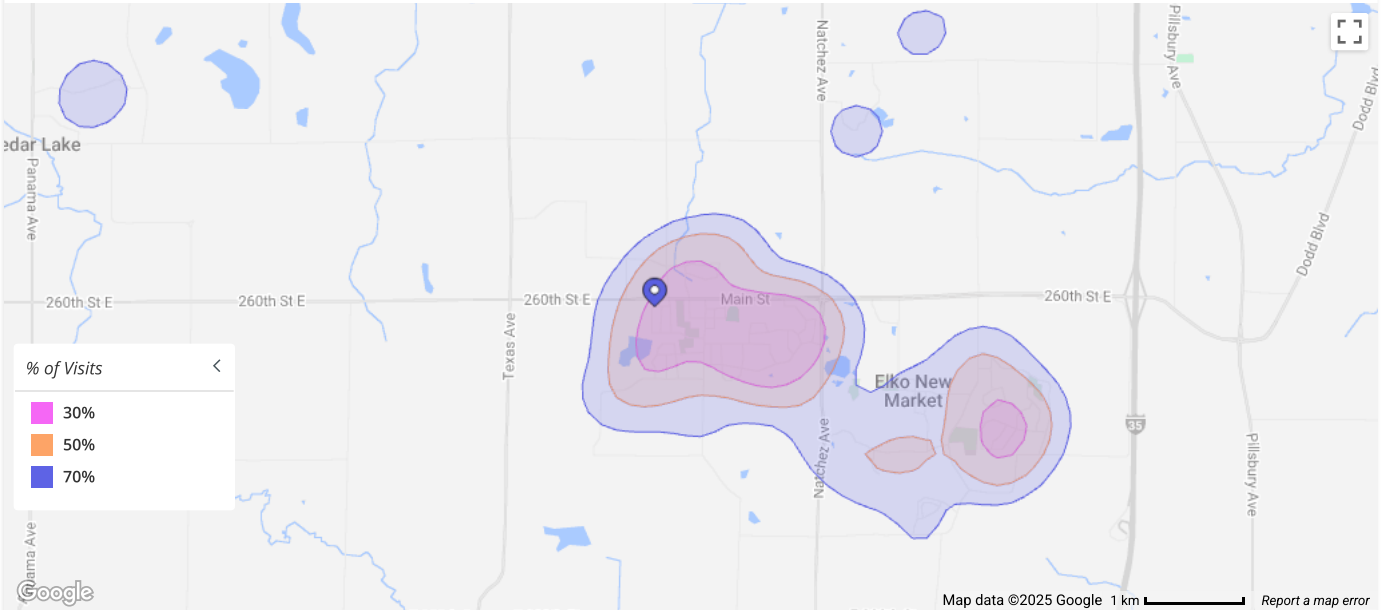 Natchez Ave
Pillsbury Ave
Dodd Blvd
edar Lake
Panama Ave
Dodd Blvd
260th St E
260th St E
260th St E
Main St
260th St E
Texas Ave
% of Visits
30%
50%
70%
Elko New
Market
35
Natchez Ave
Pillsbury Ave
nama Ave
Google
Map data ©2025 Google
1 km
Report a map error